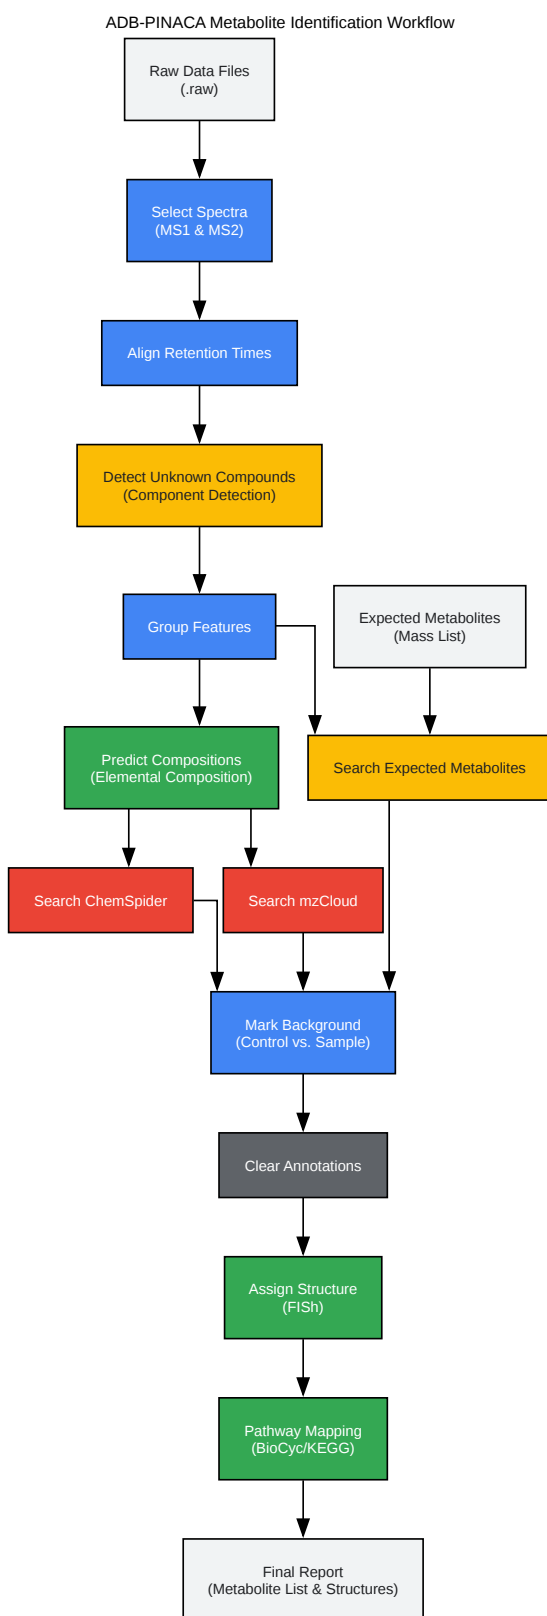 ADB-PINACA Metabolite Identification Workflow
Raw Data Files
(.raw)
Select Spectra
(MS1 & MS2)
Align Retention Times
Detect Unknown Compounds
(Component Detection)
Group Features
Expected Metabolites
(Mass List)
Predict Compositions
(Elemental Composition)
Search Expected Metabolites
Search ChemSpider
Search mzCloud
Mark Background
(Control vs. Sample)
Clear Annotations
Assign Structure
(FISh)
Pathway Mapping
(BioCyc/KEGG)
Final Report
(Metabolite List & Structures)